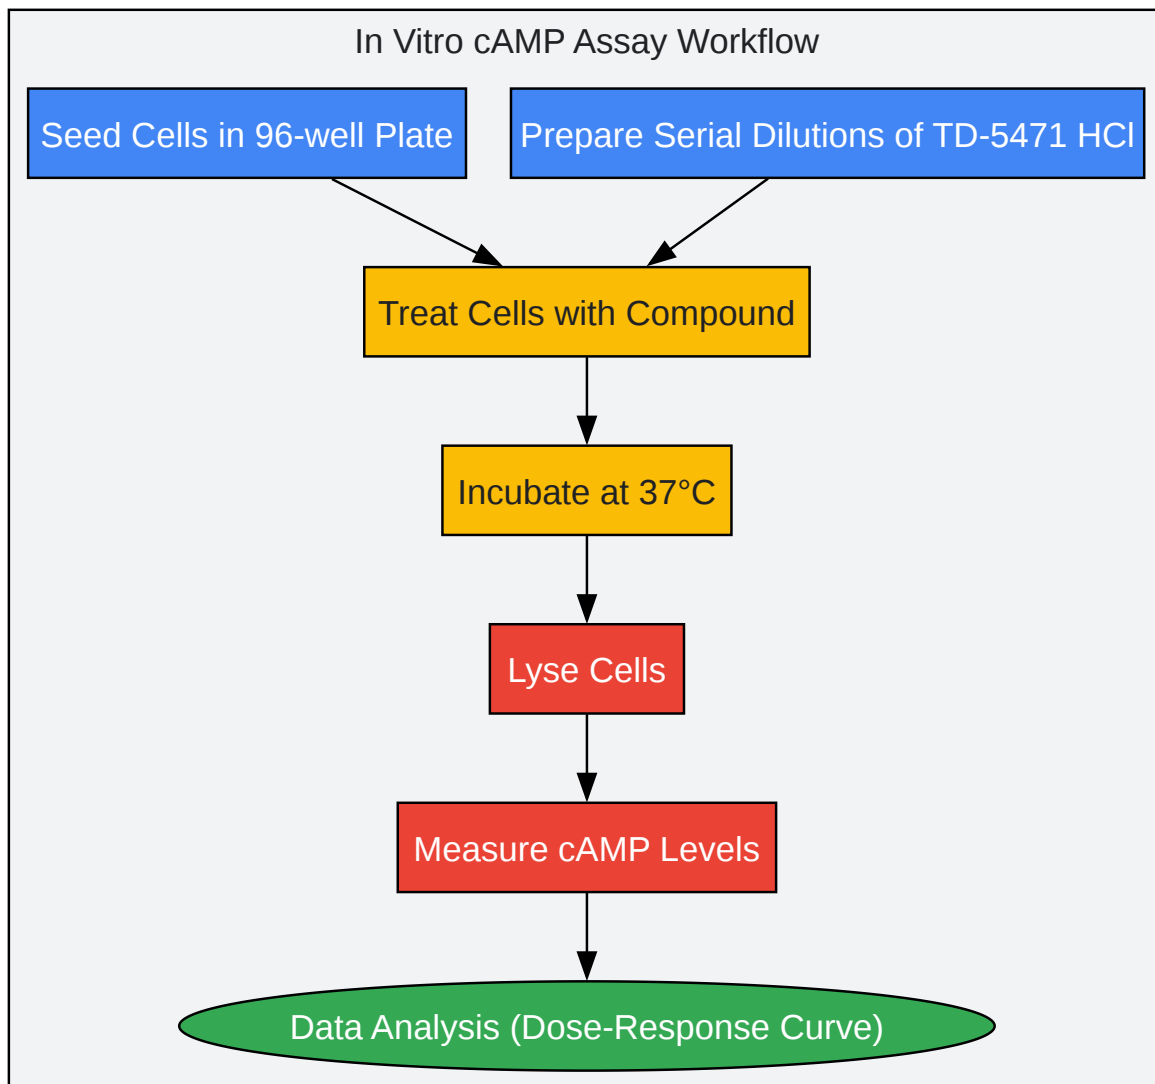 In Vitro cAMP Assay Workflow
Seed Cells in 96-well Plate
Prepare Serial Dilutions of TD-5471 HCl
Treat Cells with Compound
Incubate at 37°C
Lyse Cells
Measure cAMP Levels
Data Analysis (Dose-Response Curve)